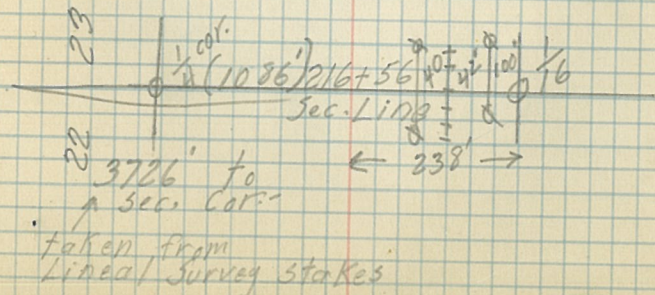 23
1/4 cor.
(1086') 216+56 40' 42' 100' 1/16
Sec. Line
22
← 238' →
3726' to
↑ sec. cor.-
taken from
Lineal Survey stakes